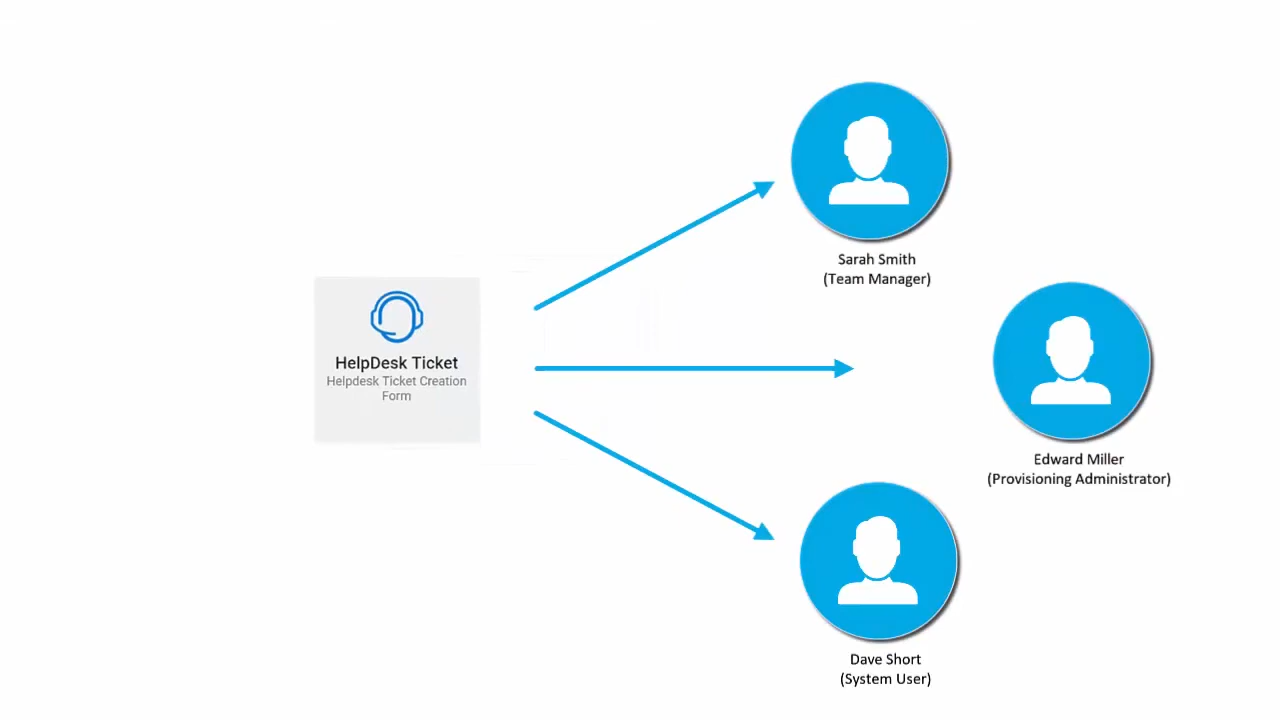 Sarah Smith
(Team Manager)
HelpDesk Ticket
Helpdesk Ticket Creation
Form
Edward Miller
(Provisioning Administrator)
Dave Short
(System User)